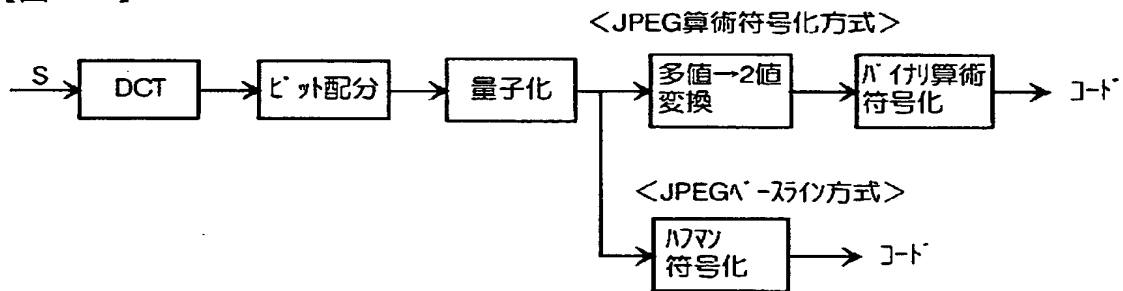 <JPEG算術符号化方式>
S
DCT
ビット配分
量子化
多値→2値
変換
バイナリ算術
符号化
コード
<JPEGベースライン方式>
ハフマン
符号化
コード